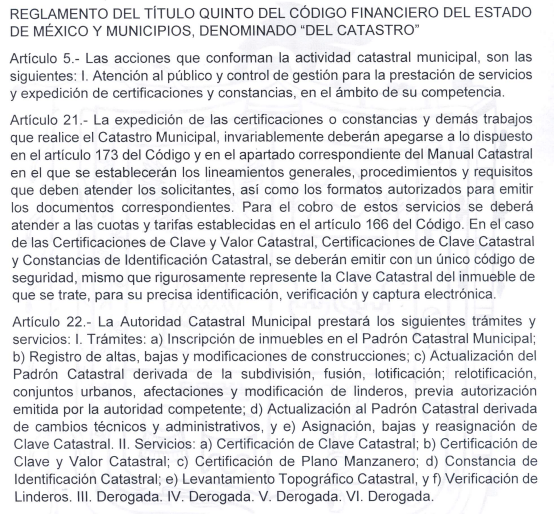 REGLAMENTO DEL TÍTULO QUINTO DEL CÓDIGO FINANCIERO DEL ESTADO
DE MÉXICO Y MUNICIPIOS, DENOMINADO “DEL CATASTRO”
Artículo 5.- Las acciones que conforman la actividad catastral municipal, son las
siguientes: I. Atención al público y control de gestión para la prestación de servicios
y expedición de certificaciones y constancias, en el ámbito de su competencia.
Artículo 21.- La expedición de las certificaciones o constancias y demás trabajos
que realice el Catastro Municipal, invariablemente deberán apegarse a lo dispuesto
en el artículo 173 del Código y en el apartado correspondiente del Manual Catastral
en el que se establecerán los lineamientos generales, procedimientos y requisitos
que deben atender los solicitantes, así como los formatos autorizados para emitir
los documentos correspondientes. Para el cobro de estos servicios se deberá
atender a las cuotas y tarifas establecidas en el artículo 166 del Código. En el caso
de las Certificaciones de Clave y Valor Catastral, Certificaciones de Clave Catastral
y Constancias de Identificación Catastral, se deberán emitir con un único código de
seguridad, mismo que rigurosamente represente la Clave Catastral del inmueble de
que se trate, para su precisa identificación, verificación y captura electrónica.
Artículo 22.- La Autoridad Catastral Municipal prestará los siguientes trámites y
servicios: I. Trámites: a) Inscripción de inmuebles en el Padrón Catastral Municipal;
b) Registro de altas, bajas y modificaciones de construcciones; c) Actualización del
Padrón Catastral derivada de la subdivisión, fusión, lotificación; relotificación,
conjuntos urbanos, afectaciones y modificación de linderos, previa autorización
emitida por la autoridad competente; d) Actualización al Padrón Catastral derivada
de cambios técnicos y administrativos, y e) Asignación, bajas y reasignación de
Clave Catastral. II. Servicios: a) Certificación de Clave Catastral; b) Certificación de
Clave y Valor Catastral; c) Certificación de Plano Manzanero; d) Constancia de
Identificación Catastral; e) Levantamiento Topográfico Catastral, y f) Verificación de
Linderos. III. Derogada. IV. Derogada. V. Derogada. VI. Derogada.